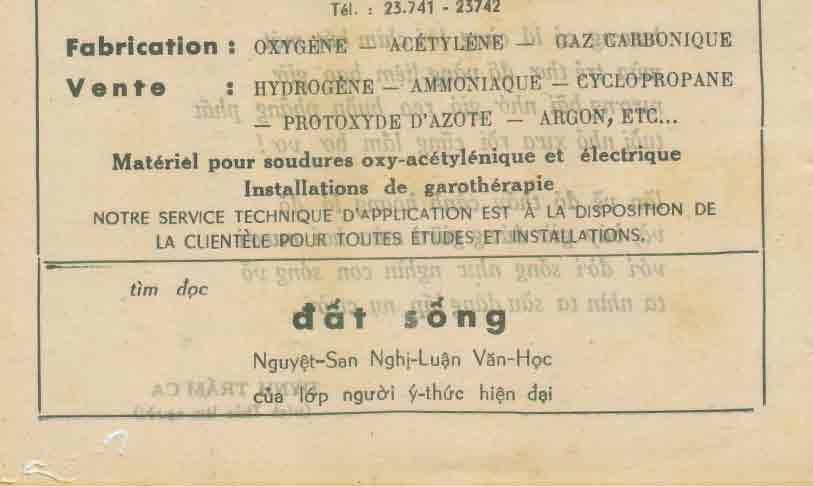 Tél. : 23.741 - 23742
Fabrication : OXYGÈNE — ACÉTYLÈNE — GAZ CARBONIQUE
Vente : HYDROGÈNE — AMMONIAQUE — CYCLOPROPANE
— PROTOXYDE D'AZOTE — ARGON, ETC...
Matériel pour soudures oxy-acétylénique et électrique
Installations de garothérapie
NOTRE SERVICE TECHNIQUE D'APPLICATION EST À LA DISPOSITION DE
LA CLIENTÈLE POUR TOUTES ÉTUDES ET INSTALLATIONS.
tìm đọc
đất sống
Nguyệt-San Nghị-Luận Văn-Học
của lớp người ý-thức hiện đại